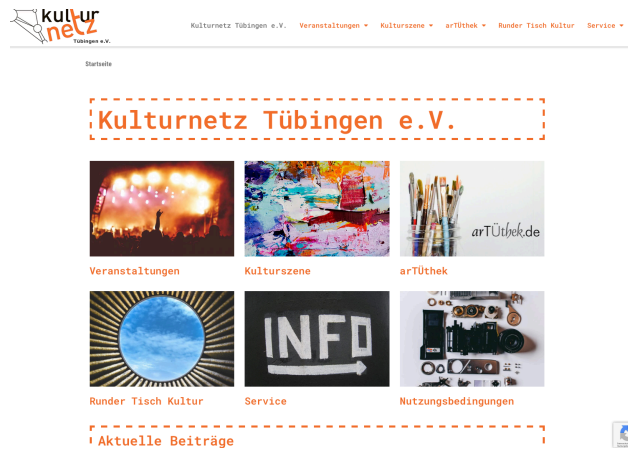 kultur
netz
Tübingen e.V.
Kulturnetz Tübingen e.V. Veranstaltungen Kulturszene arTÜthek Runder Tisch Kultur Service
Startseite
Kulturnetz Tübingen e.V.
arTÜthek.de
Veranstaltungen Kulturszene arTÜthek
INFO
Runder Tisch Kultur Service Nutzungsbedingungen
Aktuelle Beiträge